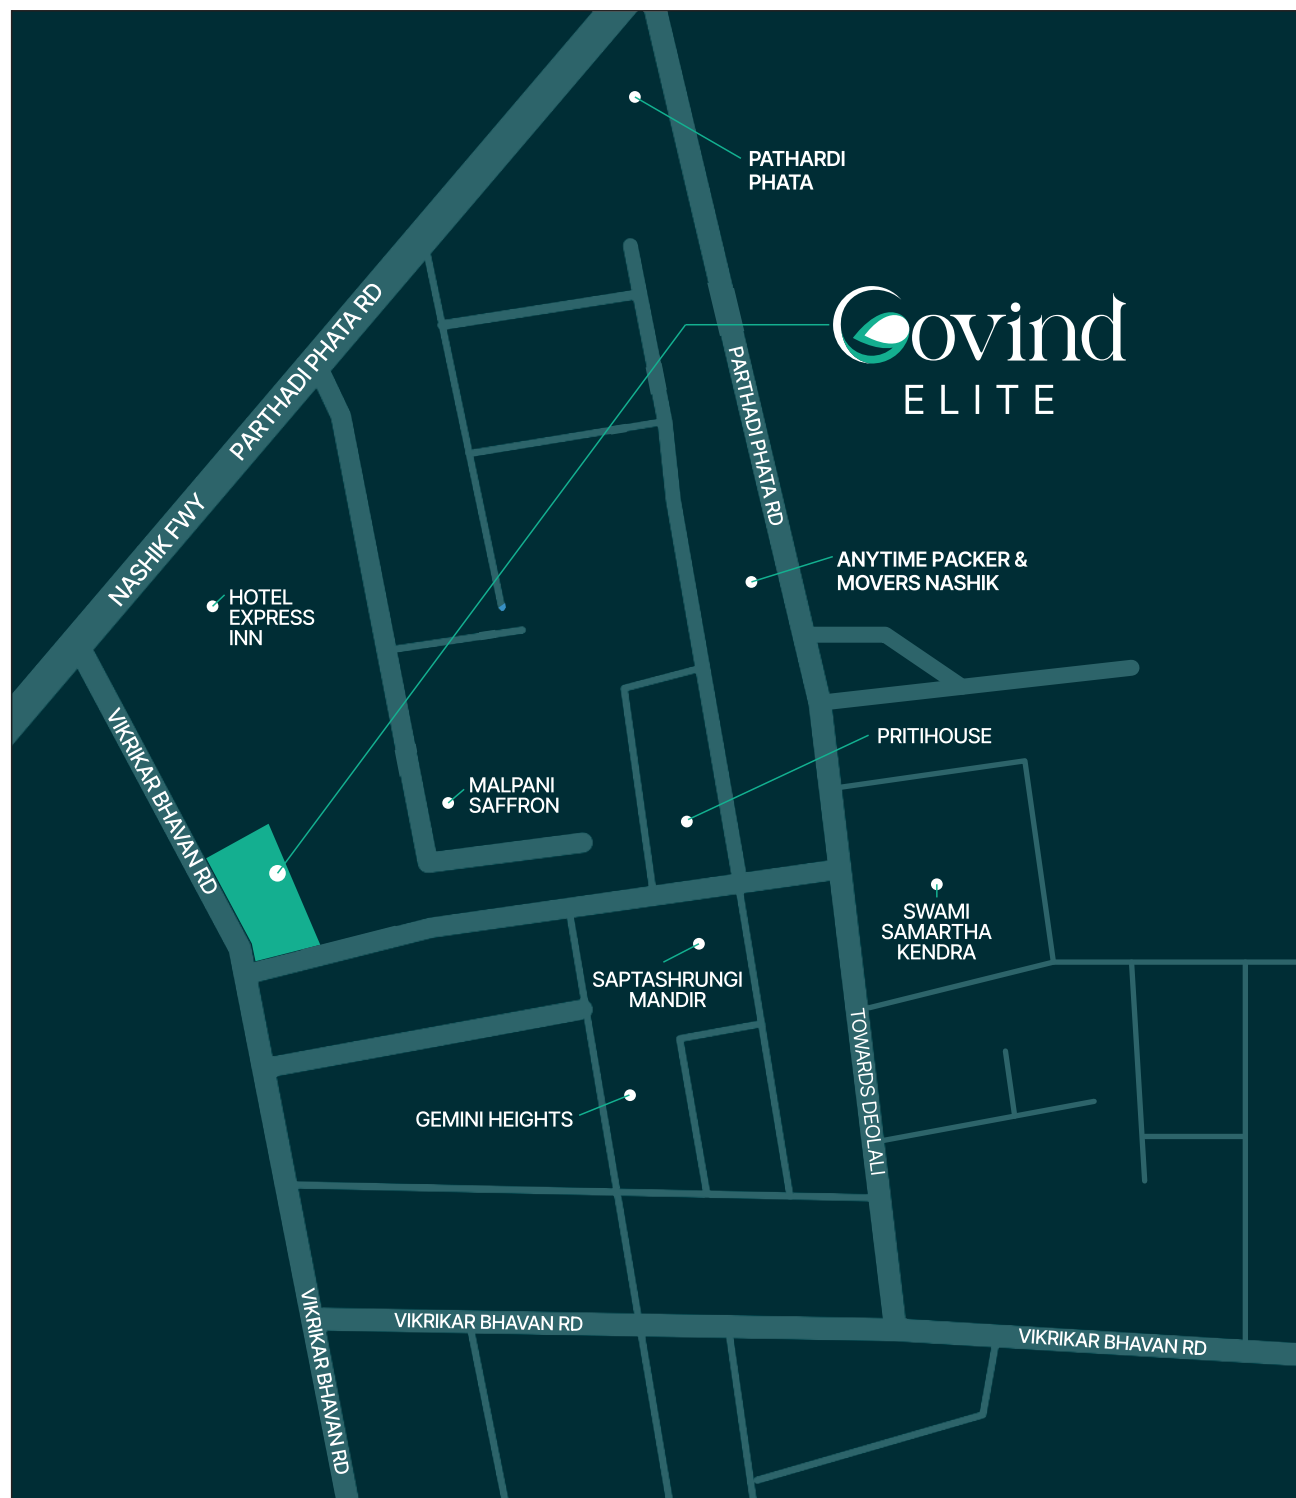 PATHARDI
PHATA
Govind
ELITE
PARTHADI PHATA RD
NASHIK FWY
PARTHADI PHATA RD
ANYTIME PACKER &
MOVERS NASHIK
HOTEL
EXPRESS
INN
VIKRIKAR BHAVAN RD
PRITIHOUSE
MALPANI
SAFFRON
SWAMI
SAMARTHA
KENDRA
SAPTASHRUNGI
MANDIR
TOWARDS DEOLALI
GEMINI HEIGHTS
VIKRIKAR BHAVAN RD
VIKRIKAR BHAVAN RD
VIKRIKAR BHAVAN RD